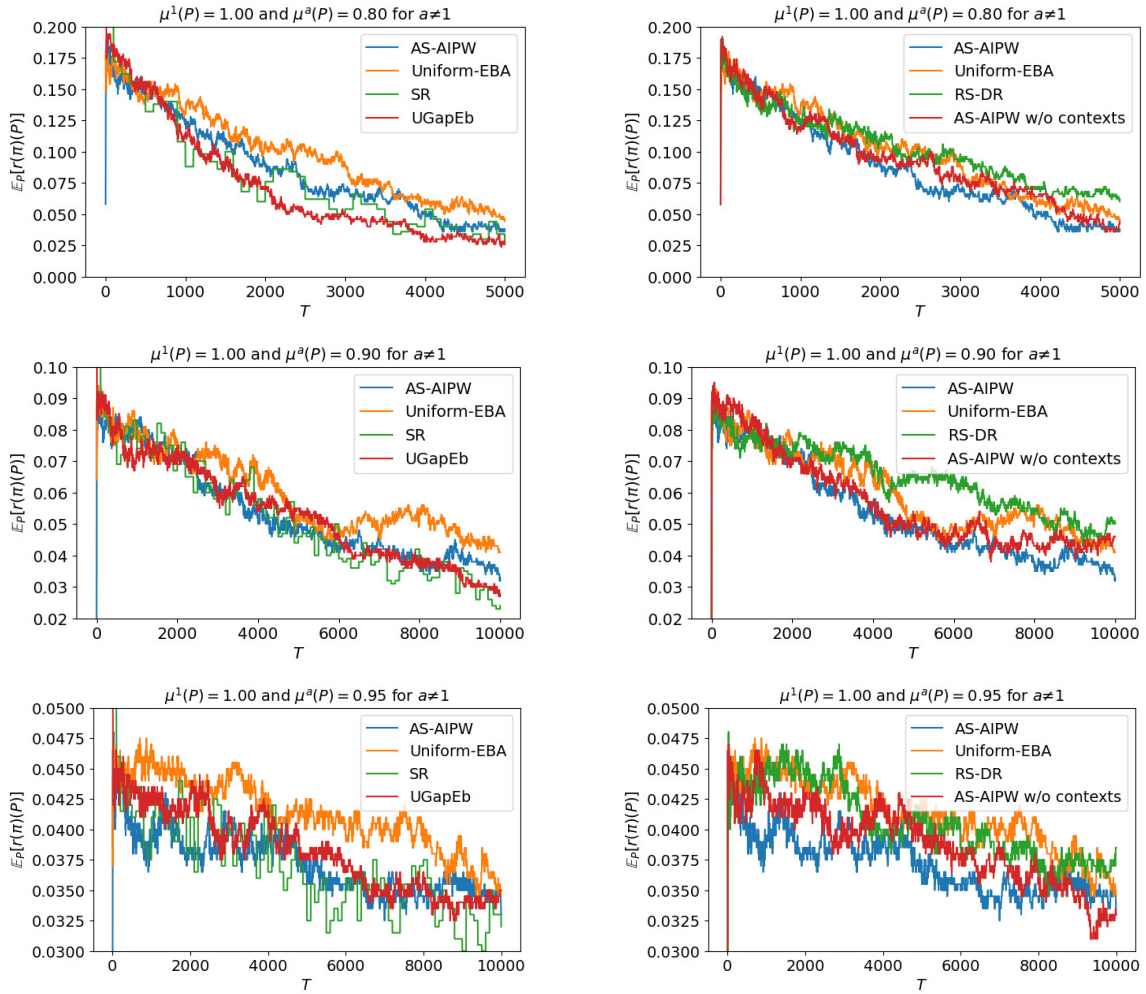 μ¹(P) = 1.00 and μᵃ(P) = 0.80 for a≠1
𝔼_P[r(π)(P)]
0.200
0.175
0.150
0.125
0.100
0.075
0.050
0.025
0.000
AS-AIPW
Uniform-EBA
SR
UGapEb
0 1000 2000 3000 4000 5000
T
μ¹(P) = 1.00 and μᵃ(P) = 0.80 for a≠1
𝔼_P[r(π)(P)]
0.200
0.175
0.150
0.125
0.100
0.075
0.050
0.025
0.000
AS-AIPW
Uniform-EBA
RS-DR
AS-AIPW w/o contexts
0 1000 2000 3000 4000 5000
T
μ¹(P) = 1.00 and μᵃ(P) = 0.90 for a≠1
𝔼_P[r(π)(P)]
0.10
0.09
0.08
0.07
0.06
0.05
0.04
0.03
0.02
AS-AIPW
Uniform-EBA
SR
UGapEb
0 2000 4000 6000 8000 10000
T
μ¹(P) = 1.00 and μᵃ(P) = 0.90 for a≠1
𝔼_P[r(π)(P)]
0.10
0.09
0.08
0.07
0.06
0.05
0.04
0.03
0.02
AS-AIPW
Uniform-EBA
RS-DR
AS-AIPW w/o contexts
0 2000 4000 6000 8000 10000
T
μ¹(P) = 1.00 and μᵃ(P) = 0.95 for a≠1
𝔼_P[r(π)(P)]
0.0500
0.0475
0.0450
0.0425
0.0400
0.0375
0.0350
0.0325
0.0300
AS-AIPW
Uniform-EBA
SR
UGapEb
0 2000 4000 6000 8000 10000
T
μ¹(P) = 1.00 and μᵃ(P) = 0.95 for a≠1
𝔼_P[r(π)(P)]
0.0500
0.0475
0.0450
0.0425
0.0400
0.0375
0.0350
0.0325
0.0300
AS-AIPW
Uniform-EBA
RS-DR
AS-AIPW w/o contexts
0 2000 4000 6000 8000 10000
T